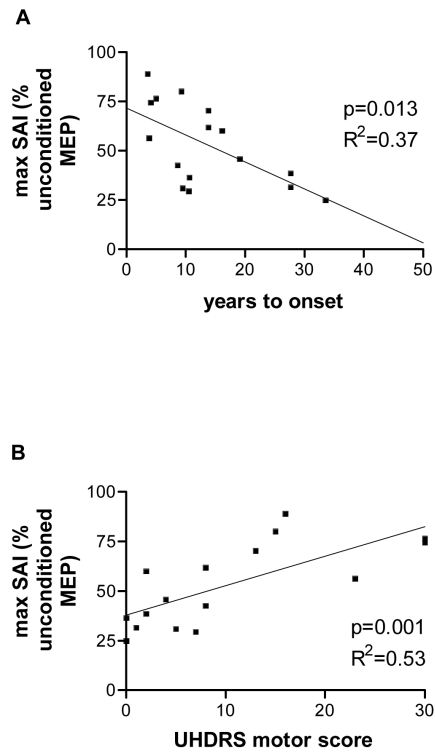 A
max SAI (%
unconditioned
MEP)
100
75
50
25
0
p=0.013
R²=0.37
0 10 20 30 40 50
years to onset
B
max SAI (%
unconditioned
MEP)
100
75
50
25
0
p=0.001
R²=0.53
0 10 20 30
UHDRS motor score